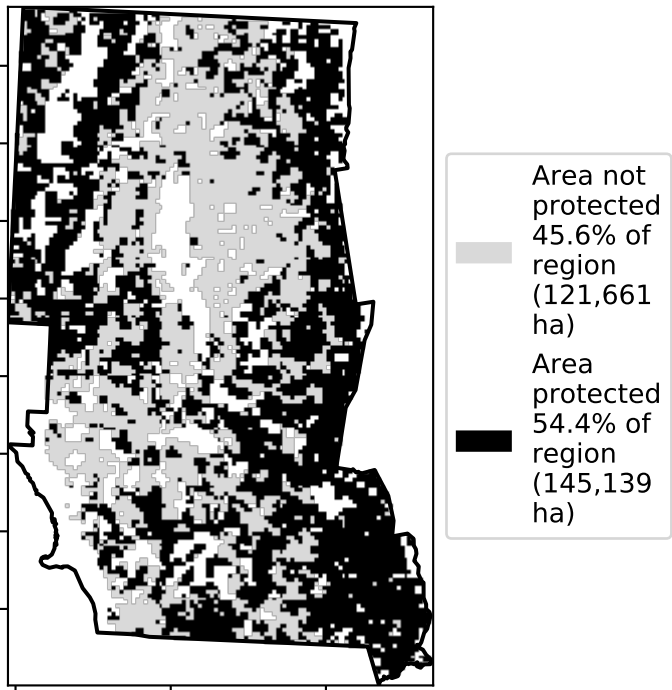 Area not
protected
45.6% of
region
(121,661
ha)
Area
protected
54.4% of
region
(145,139
ha)